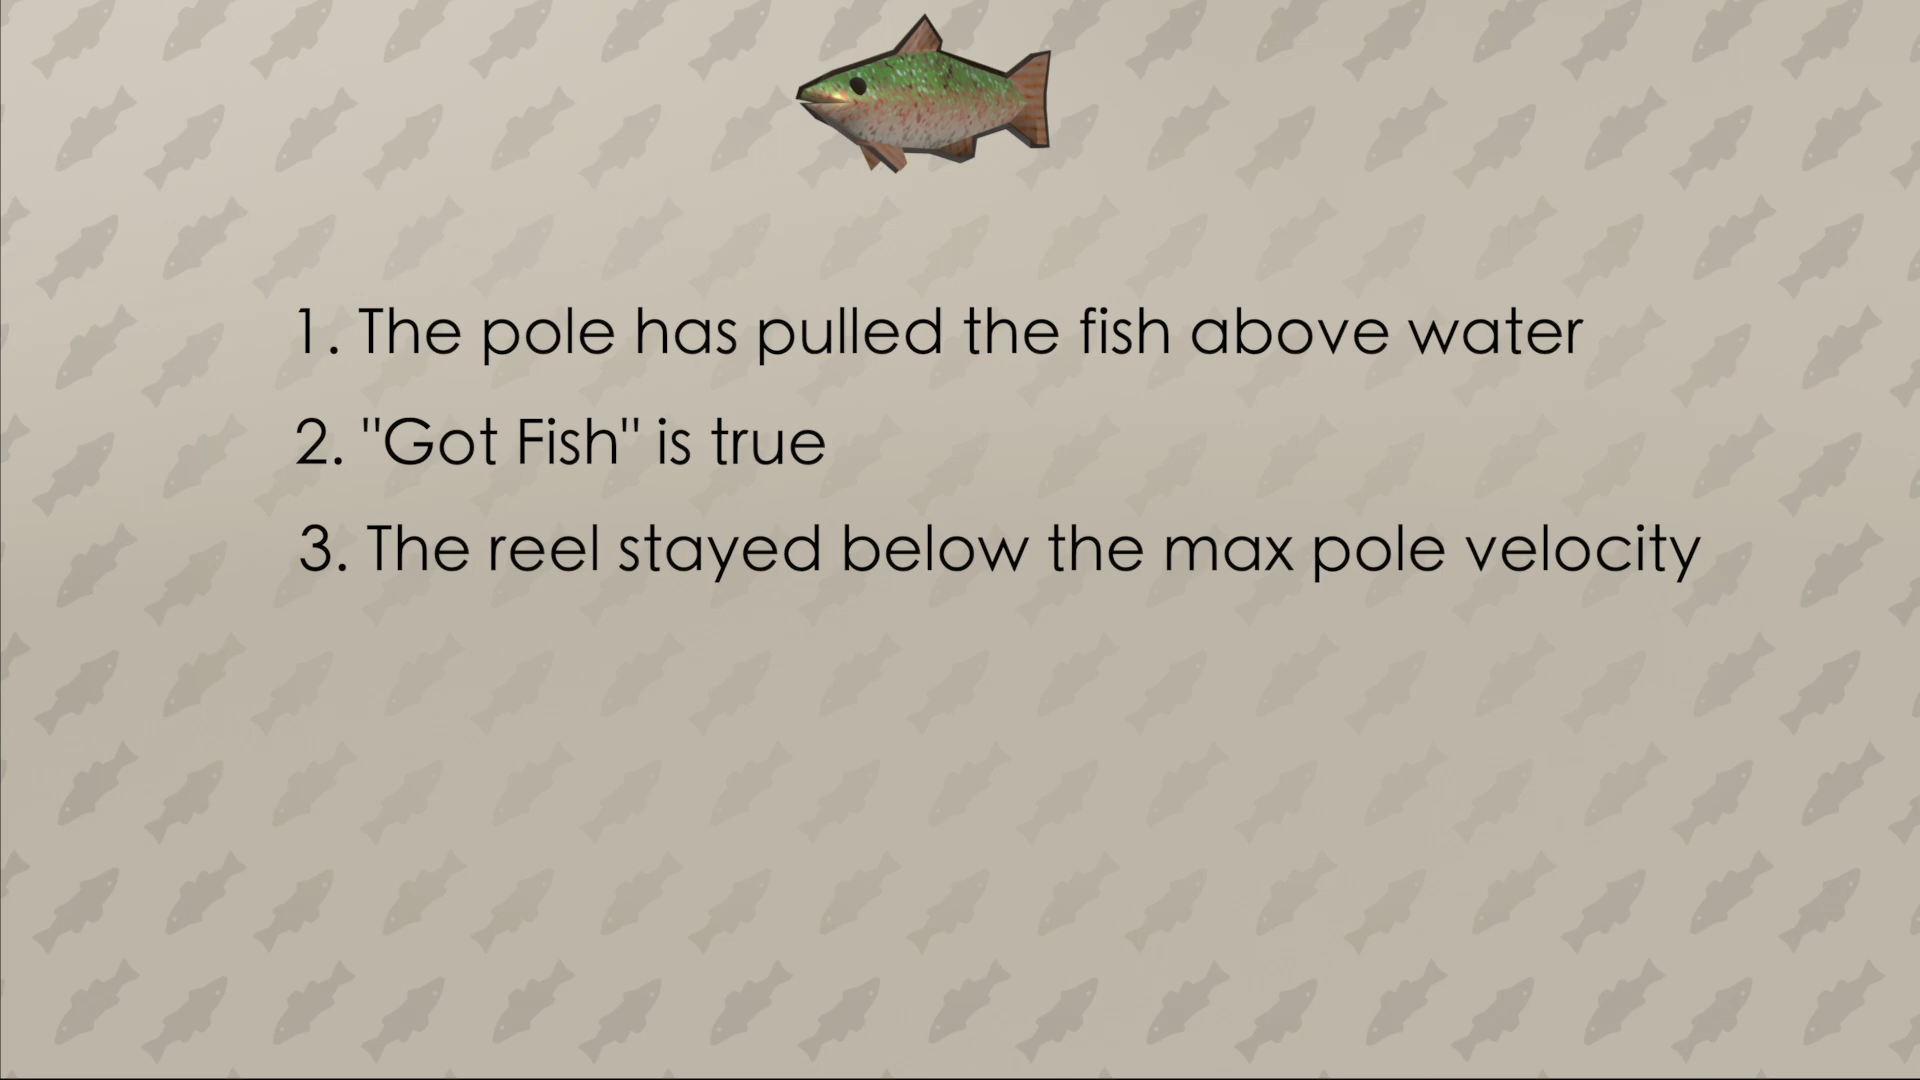 1. The pole has pulled the fish above water
2. "Got Fish" is true
3. The reel stayed below the max pole velocity